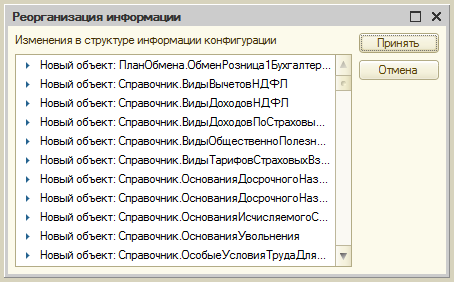 Реорганизация информации
Изменения в структуре информации конфигурации
Новый объект: ПланОбмена.ОбменРозница1Бухгалтер...
Новый объект: Справочник.ВидыВычетовНДФЛ
Новый объект: Справочник.ВидыДоходовНДФЛ
Новый объект: Справочник.ВидыДоходовПоСтраховы...
Новый объект: Справочник.ВидыОбщественноПолезн...
Новый объект: Справочник.ВидыТарифовСтраховыхВз...
Новый объект: Справочник.ОснованияДосрочногоНаз...
Новый объект: Справочник.ОснованияДосрочногоНаз...
Новый объект: Справочник.ОснованияИсчисляемогоС...
Новый объект: Справочник.ОснованияУвольнения
Новый объект: Справочник.ОсобыеУсловияТрудаДля...
Принять
Отмена